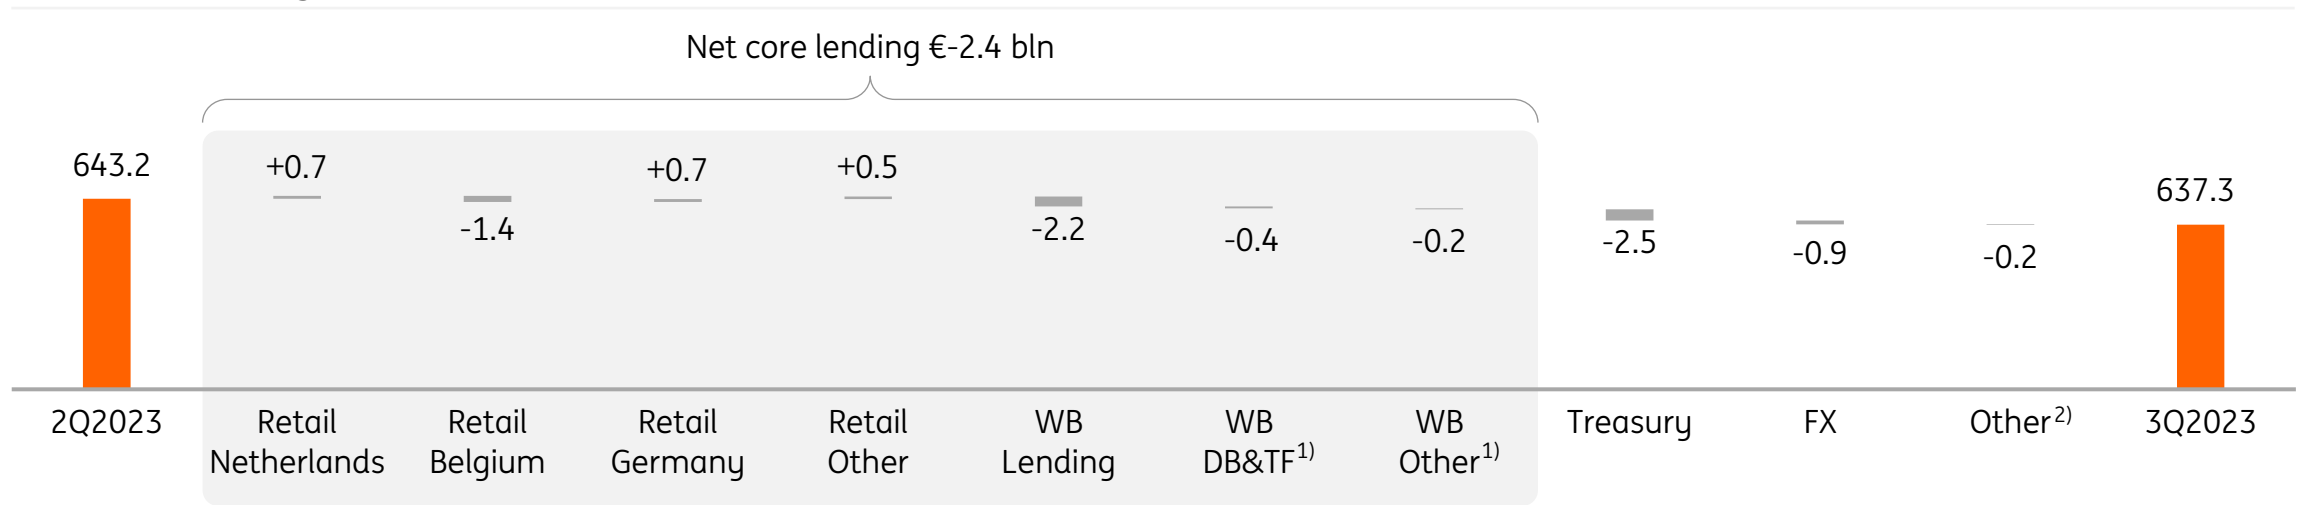 Net core lending €-2.4 bln
643.2
+0.7
-1.4
+0.7
+0.5
-2.2
-0.4
-0.2
-2.5
-0.9
-0.2
637.3
2Q2023
Retail
Netherlands
Retail
Belgium
Retail
Germany
Retail
Other
WB
Lending
WB
DB&TF1)
WB
Other1)
Treasury
FX
Other2)
3Q2023